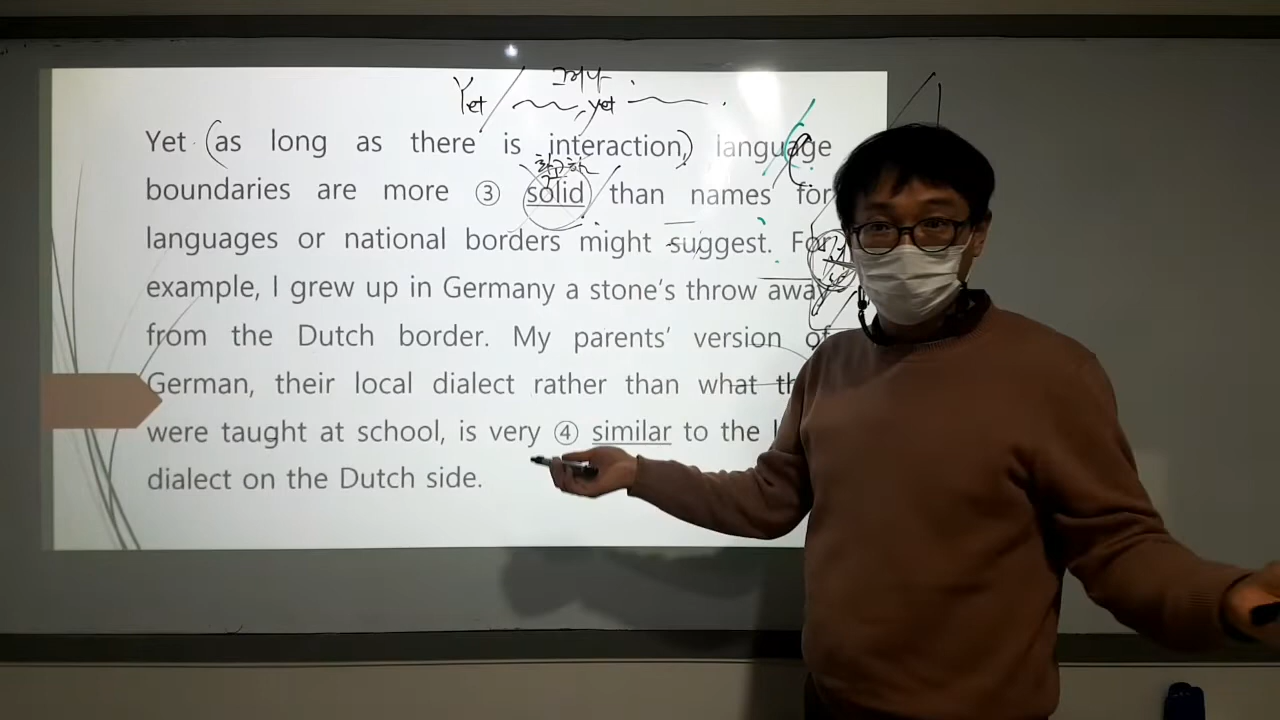 Yet 그러나 .
yet .
Yet (as long as there is interaction,) language
확고한
boundaries are more ③ solid than names for
languages or national borders might suggest. For
example, I grew up in Germany a stone's throw away
from the Dutch border. My parents' version of
German, their local dialect rather than what
were taught at school, is very ④ similar to the
dialect on the Dutch side.